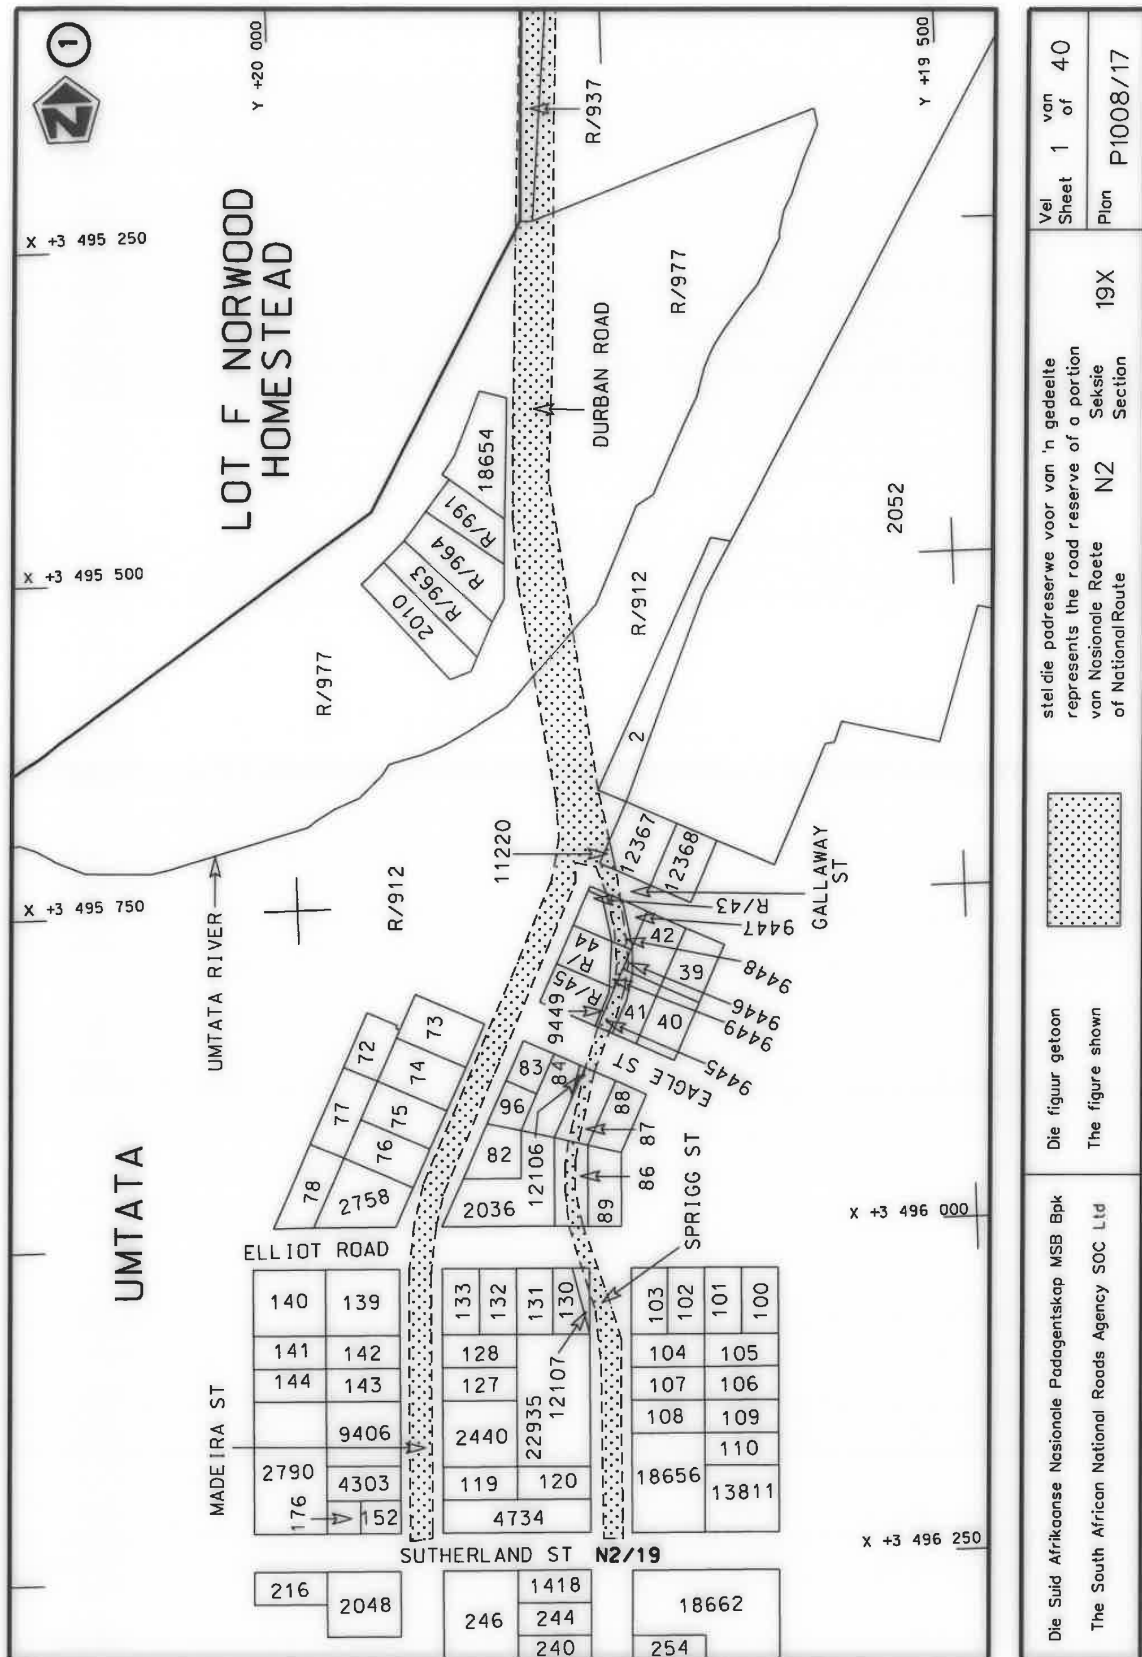 N
1
Y +20 000
Y +19 500
X +3 495 250
X +3 495 500
X +3 495 750
X +3 496 000
X +3 496 250
LOT F NORWOOD
HOMESTEAD
R/937
R/977
DURBAN ROAD
18654
R/991
R/964
R/963
2010
R/977
R/912
2052
2
UMTATA RIVER
R/912
11220
12367
12368
GALLAWAY
ST
R/43
9447
9448
9446
9449
9445
42
39
41
40
R/44
R/45
9449
EAGLE ST
UMTATA
72
73
77
74
75
76
78
2758
83
84
96
82
2036
12106
88
87
86
89
SPRIGG ST
ELLIOT ROAD
140
139
141
142
144
143
9406
2790
4303
176
152
MADEIRA ST
133
132
131
130
128
127
2440
22935
12107
119
120
4734
103
102
101
100
104
105
107
106
108
109
110
18656
13811
SUTHERLAND ST N2/19
216
2048
246
1418
244
240
18662
254
Die Suid Afrikaanse Nasionale Padagentskap MSB Bpk
The South African National Roads Agency SOC Ltd
Die figuur getoon
The figure shown
stel die padreserwe voor van 'n gedeelte
represents the road reserve of a portion
van Nasionale Roete N2 Seksie 19X
of National Route Section
Vel 1 van 40
Sheet of
Plan P1008/17